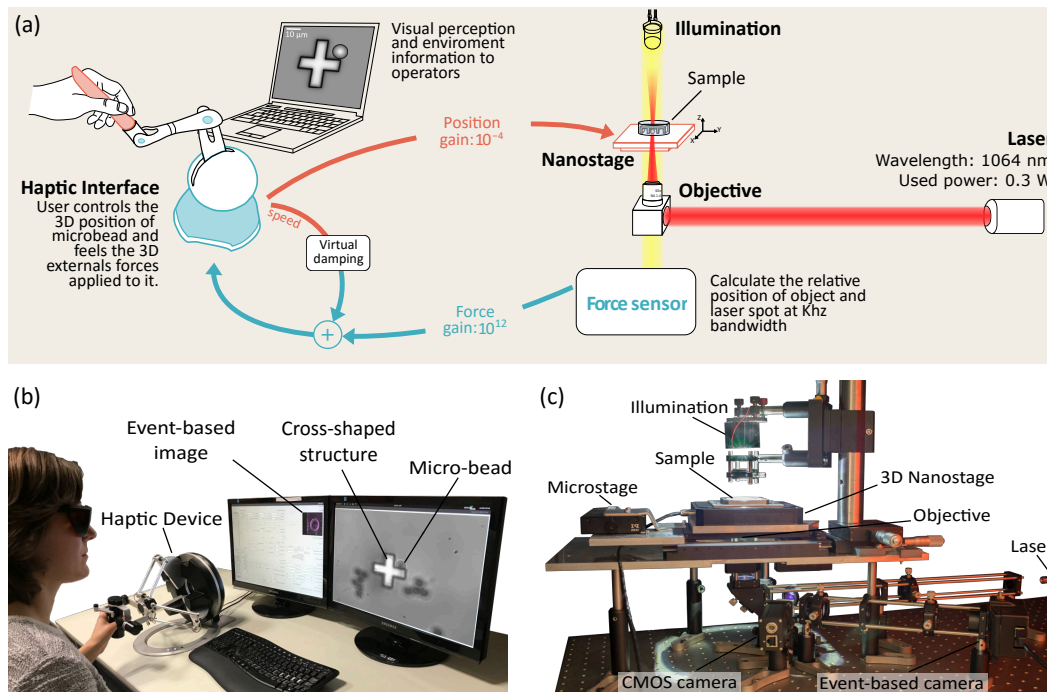 (a)
10 µm
Visual perception
and enviroment
information to
operators
Illumination
Sample
Z
Y
X
Position
gain:10⁻⁴
Nanostage
Laser
Wavelength: 1064 nm
Used power: 0.3 W
Objective
Haptic Interface
User controls the
3D position of
microbead and
feels the 3D
externals forces
applied to it.
speed
Virtual
damping
Force
gain:10¹²
+
Force sensor
Calculate the relative
position of object and
laser spot at Khz
bandwidth
(b)
Event-based
image
Cross-shaped
structure
Micro-bead
Haptic Device
(c)
Illumination
Sample
Microstage
3D Nanostage
Objective
Laser
CMOS camera
Event-based camera